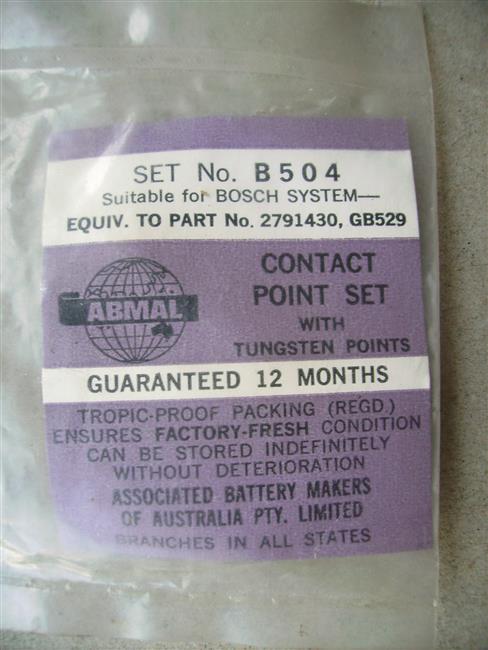 SET No. B504
Suitable for BOSCH SYSTEM—
EQUIV. TO PART No. 2791430, GB529
ABMAL
CONTACT
POINT SET
WITH
TUNGSTEN POINTS
GUARANTEED 12 MONTHS
TROPIC-PROOF PACKING (REGD.)
ENSURES FACTORY-FRESH CONDITION
CAN BE STORED INDEFINITELY
WITHOUT DETERIORATION
ASSOCIATED BATTERY MAKERS
OF AUSTRALIA PTY. LIMITED
BRANCHES IN ALL STATES